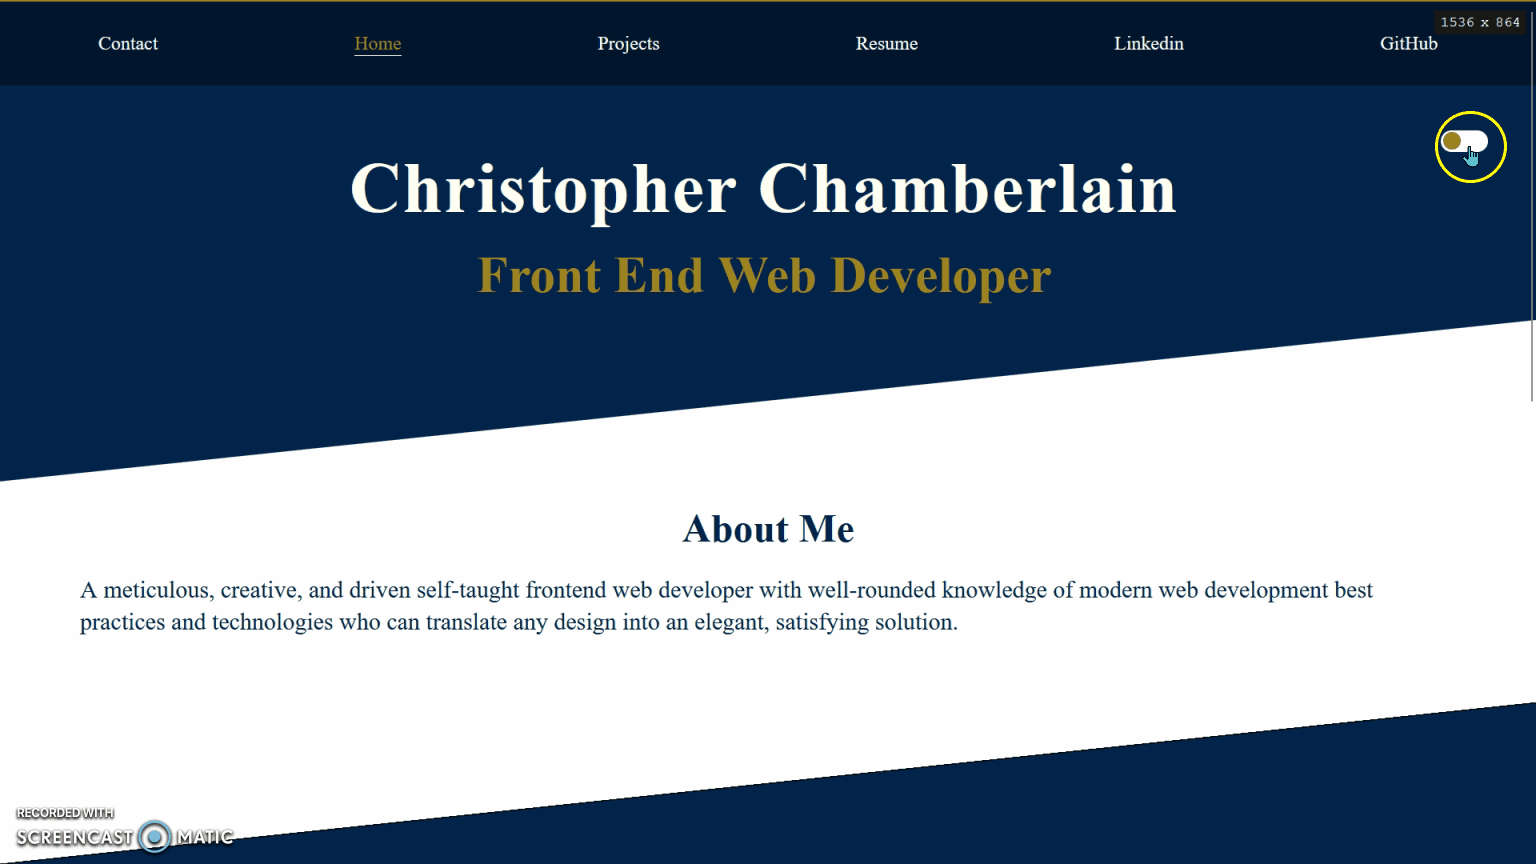 1536 x 864
Contact Home Projects Resume Linkedin GitHub
Christopher Chamberlain
Front End Web Developer
About Me
A meticulous, creative, and driven self-taught frontend web developer with well-rounded knowledge of modern web development best
practices and technologies who can translate any design into an elegant, satisfying solution.
RECORDED WITH
SCREENCAST MATIC